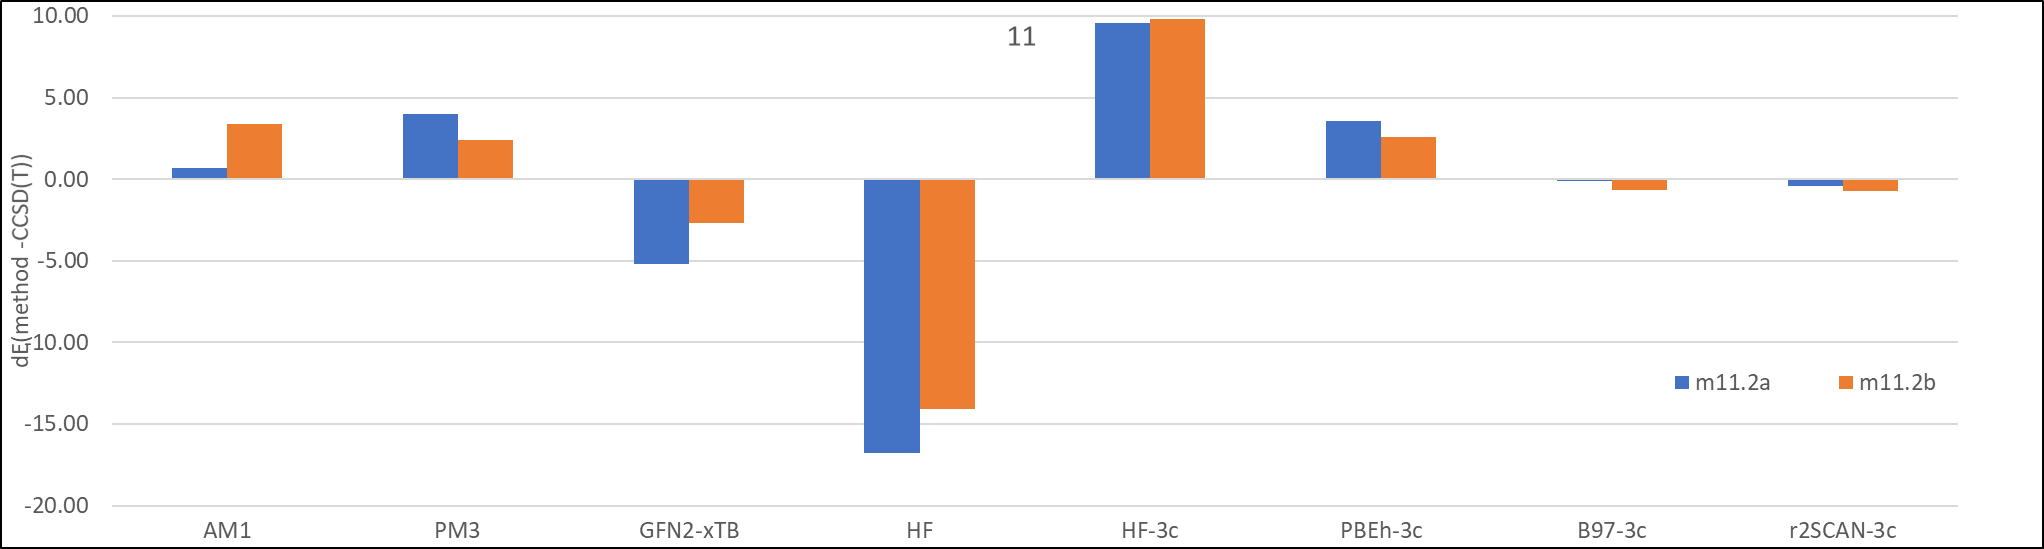 11
10.00
5.00
0.00
-5.00
-10.00
-15.00
-20.00
dE(method -CCSD(T))
AM1 PM3 GFN2-xTB HF HF-3c PBEh-3c B97-3c r2SCAN-3c
m11.2a m11.2b